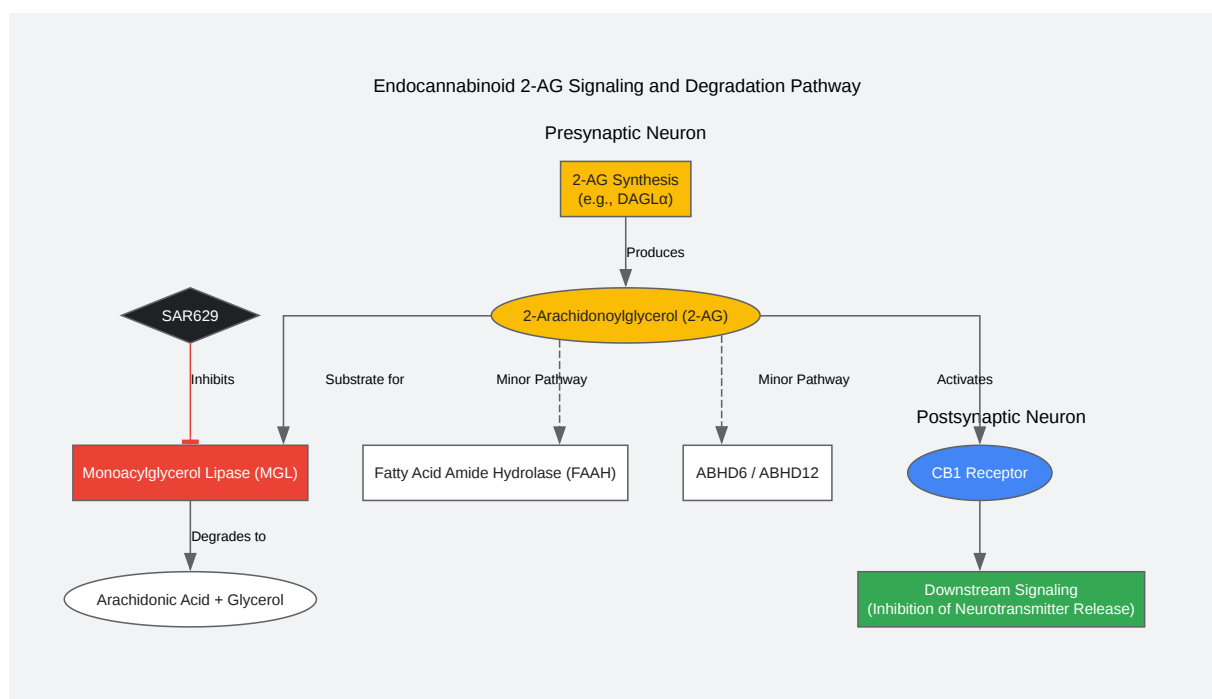 Endocannabinoid 2-AG Signaling and Degradation Pathway
Presynaptic Neuron
2-AG Synthesis
(e.g., DAGLα)
Produces
SAR629
2-Arachidonoylglycerol (2-AG)
Inhibits
Substrate for
Minor Pathway
Minor Pathway
Activates
Postsynaptic Neuron
Monoacylglycerol Lipase (MGL)
Fatty Acid Amide Hydrolase (FAAH)
ABHD6 / ABHD12
CB1 Receptor
Degrades to
Arachidonic Acid + Glycerol
Downstream Signaling
(Inhibition of Neurotransmitter Release)